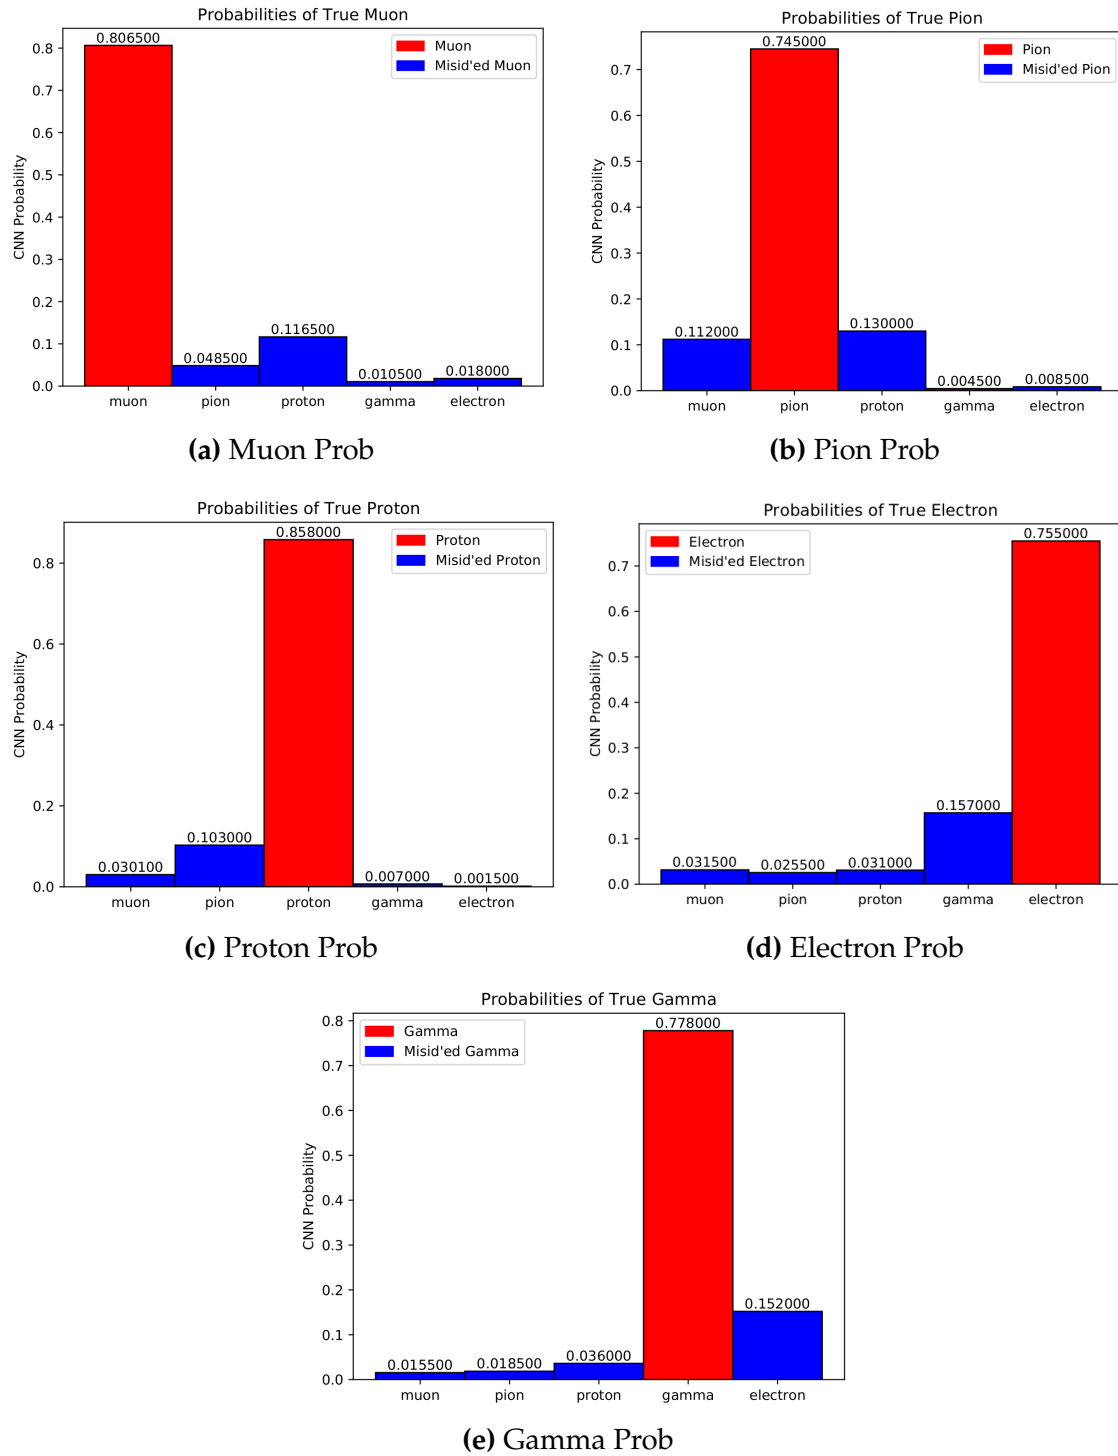 Probabilities of True Muon
0.8
0.7
0.6
0.5
0.4
0.3
0.2
0.1
0.0
CNN Probability
0.806500
0.048500
0.116500
0.010500
0.018000
Muon
Misid'ed Muon
muon pion proton gamma electron
(a) Muon Prob
Probabilities of True Pion
0.7
0.6
0.5
0.4
0.3
0.2
0.1
0.0
CNN Probability
0.112000
0.745000
0.130000
0.004500
0.008500
Pion
Misid'ed Pion
muon pion proton gamma electron
(b) Pion Prob
Probabilities of True Proton
0.8
0.6
0.4
0.2
0.0
CNN Probability
0.030100
0.103000
0.858000
0.007000
0.001500
Proton
Misid'ed Proton
muon pion proton gamma electron
(c) Proton Prob
Probabilities of True Electron
0.7
0.6
0.5
0.4
0.3
0.2
0.1
0.0
CNN Probability
0.031500
0.025500
0.031000
0.157000
0.755000
Electron
Misid'ed Electron
muon pion proton gamma electron
(d) Electron Prob
Probabilities of True Gamma
0.8
0.7
0.6
0.5
0.4
0.3
0.2
0.1
0.0
CNN Probability
0.015500
0.018500
0.036000
0.778000
0.152000
Gamma
Misid'ed Gamma
muon pion proton gamma electron
(e) Gamma Prob